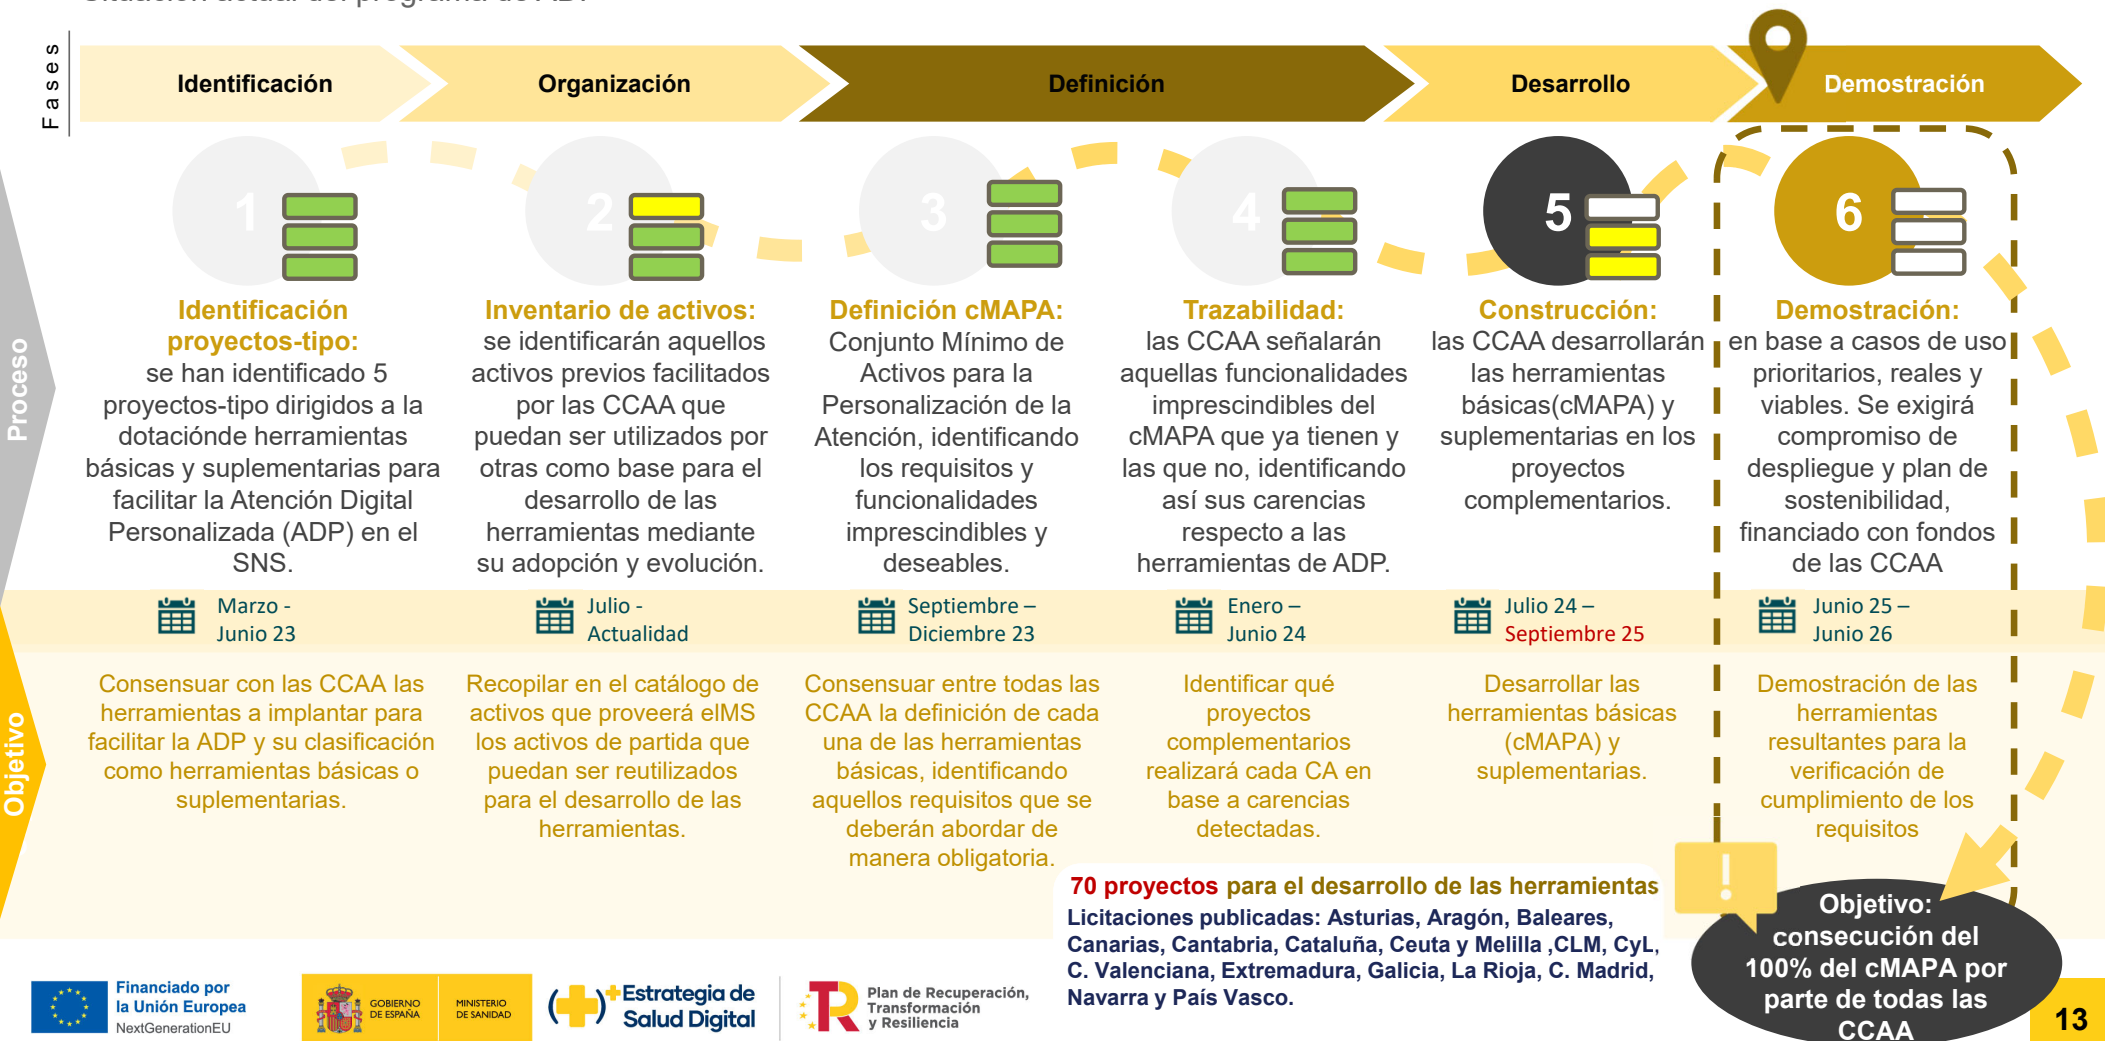 Situación actual del programa de ADP
Fases
Identificación
Organización
Definición
Desarrollo
Demostración
Proceso
1
Identificación
proyectos-tipo:
se han identificado 5
proyectos-tipo dirigidos a la
dotaciónde herramientas
básicas y suplementarias para
facilitar la Atención Digital
Personalizada (ADP) en el
SNS.
2
Inventario de activos:
se identificarán aquellos
activos previos facilitados
por las CCAA que
puedan ser utilizados por
otras como base para el
desarrollo de las
herramientas mediante
su adopción y evolución.
3
Definición cMAPA:
Conjunto Mínimo de
Activos para la
Personalización de la
Atención, identificando
los requisitos y
funcionalidades
imprescindibles y
deseables.
4
Trazabilidad:
las CCAA señalarán
aquellas funcionalidades
imprescindibles del
cMAPA que ya tienen y
las que no, identificando
así sus carencias
respecto a las
herramientas de ADP.
5
Construcción:
las CCAA desarrollarán
las herramientas
básicas(cMAPA) y
suplementarias en los
proyectos
complementarios.
6
Demostración:
en base a casos de uso
prioritarios, reales y
viables. Se exigirá
compromiso de
despliegue y plan de
sostenibilidad,
financiado con fondos
de las CCAA
Marzo -
Junio 23
Julio -
Actualidad
Septiembre –
Diciembre 23
Enero –
Junio 24
Julio 24 –
Septiembre 25
Junio 25 –
Junio 26
Objetivo
Consensuar con las CCAA las
herramientas a implantar para
facilitar la ADP y su clasificación
como herramientas básicas o
suplementarias.
Recopilar en el catálogo de
activos que proveerá elMS
los activos de partida que
puedan ser reutilizados
para el desarrollo de las
herramientas.
Consensuar entre todas las
CCAA la definición de cada
una de las herramientas
básicas, identificando
aquellos requisitos que se
deberán abordar de
manera obligatoria.
Identificar qué
proyectos
complementarios
realizará cada CA en
base a carencias
detectadas.
Desarrollar las
herramientas básicas
(cMAPA) y
suplementarias.
Demostración de las
herramientas
resultantes para la
verificación de
cumplimiento de los
requisitos
70 proyectos para el desarrollo de las herramientas
Licitaciones publicadas: Asturias, Aragón, Baleares,
Canarias, Cantabria, Cataluña, Ceuta y Melilla ,CLM, CyL,
C. Valenciana, Extremadura, Galicia, La Rioja, C. Madrid,
Navarra y País Vasco.
!
Objetivo:
consecución del
100% del cMAPA por
parte de todas las
CCAA
Financiado por
la Unión Europea
NextGenerationEU
GOBIERNO
DE ESPAÑA
MINISTERIO
DE SANIDAD
Estrategia de
Salud Digital
Plan de Recuperación,
Transformación
y Resiliencia
13